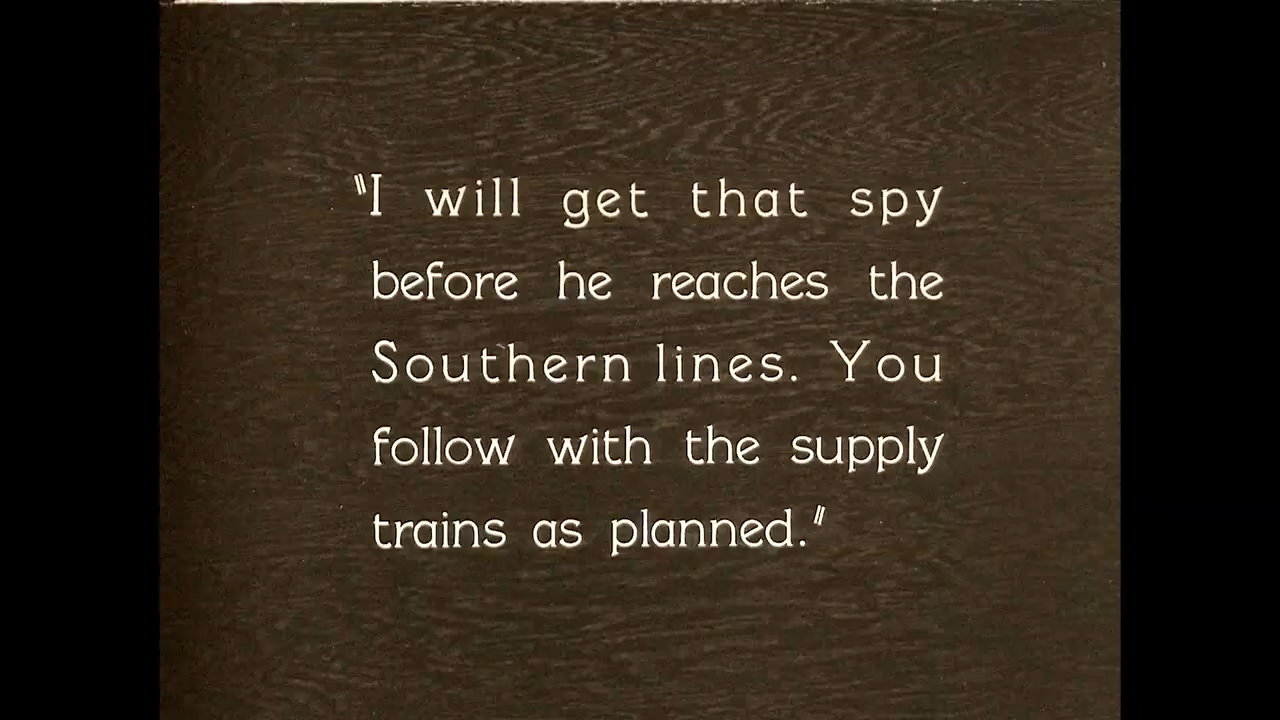 "I will get that spy
before he reaches the
Southern lines. You
follow with the supply
trains as planned."